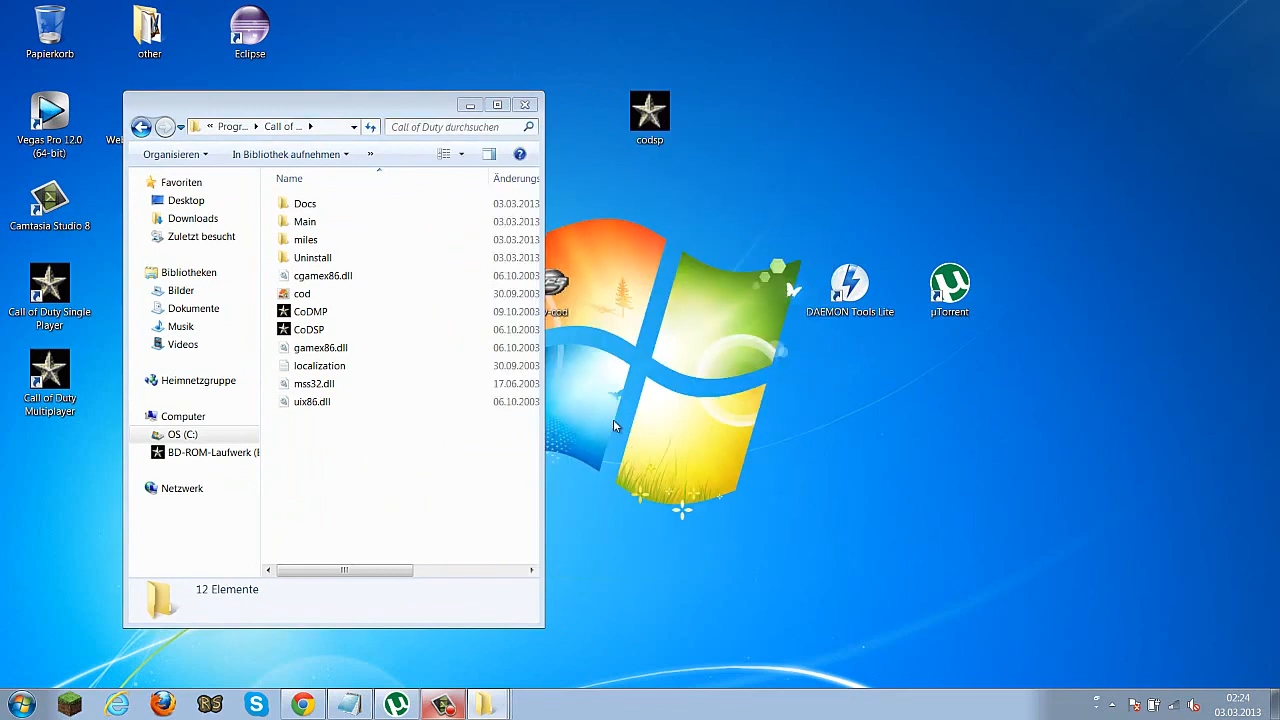 Papierkorb
other
Eclipse
Vegas Pro 12.0
(64-bit)
We
codsp
Camtasia Studio 8
Call of Duty Single
Player
Call of Duty
Multiplayer
-cod
DAEMON Tools Lite
µTorrent
« Progr...
Call of ...
Call of Duty durchsuchen
Organisieren
In Bibliothek aufnehmen
»
Name
Änderungs
Favoriten
Desktop
Downloads
Zuletzt besucht
Bibliotheken
Bilder
Dokumente
Musik
Videos
Heimnetzgruppe
Computer
OS (C:)
BD-ROM-Laufwerk (E
Netzwerk
Docs 03.03.2013
Main 03.03.2013
miles 03.03.2013
Uninstall 03.03.2013
cgamex86.dll 06.10.2003
cod 30.09.2003
CoDMP 09.10.2003
CoDSP 06.10.2003
gamex86.dll 06.10.2003
localization 30.09.2003
mss32.dll 17.06.2003
uix86.dll 06.10.2003
12 Elemente
02:24
03.03.2013